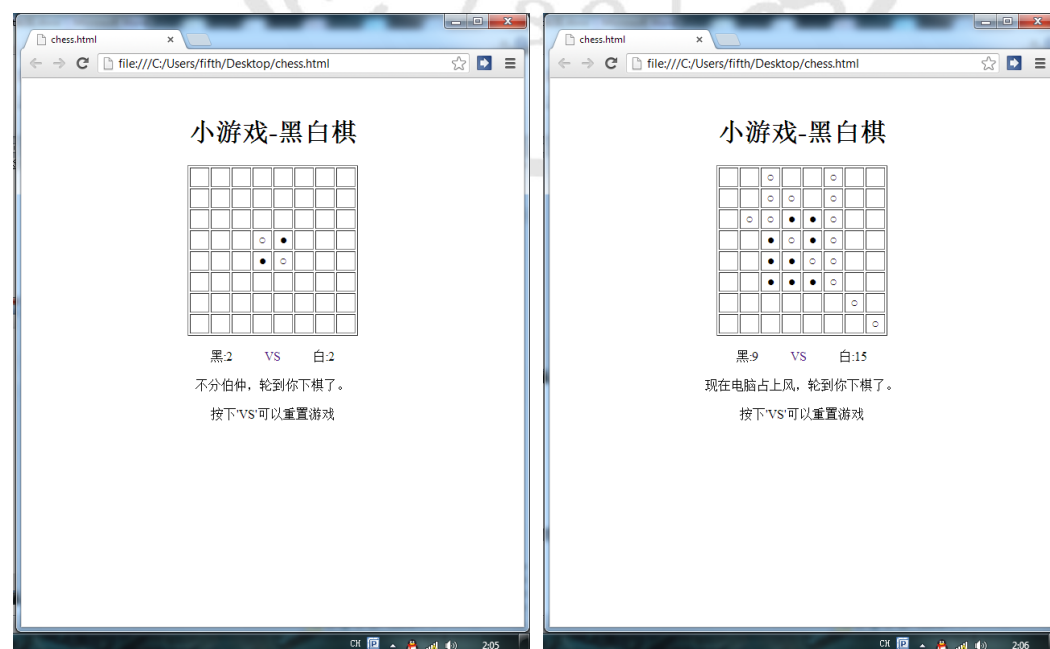 chess.html
file:///C:/Users/fifth/Desktop/chess.html
小游戏-黑白棋
○ ●
● ○
黑:2 VS 白:2
不分伯仲，轮到你下棋了。
按下'VS'可以重置游戏
CH 2:05
chess.html
file:///C:/Users/fifth/Desktop/chess.html
小游戏-黑白棋
○ ○
○ ○ ○
○ ○ ● ● ○
● ○ ● ○
● ● ○ ○
● ● ● ○
○
○
黑:9 VS 白:15
现在电脑占上风，轮到你下棋了。
按下'VS'可以重置游戏
CH 2:06